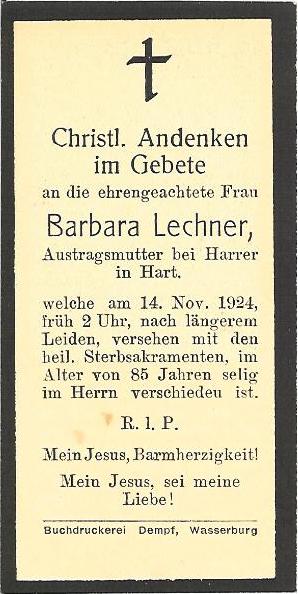 Christl. Andenken
im Gebete
an die ehrengeachtete Frau
Barbara Lechner,
Austragsmutter bei Harrer
in Hart.
welche am 14. Nov. 1924,
früh 2 Uhr, nach längerem
Leiden, versehen mit den
heil. Sterbsakramenten, im
Alter von 85 Jahren selig
im Herrn verschiedeu ist.
R. I. P.
Mein Jesus, Barmherzigkeit!
Mein Jesus, sei meine
Liebe!
Buchdruckerei Dempf, Wasserburg